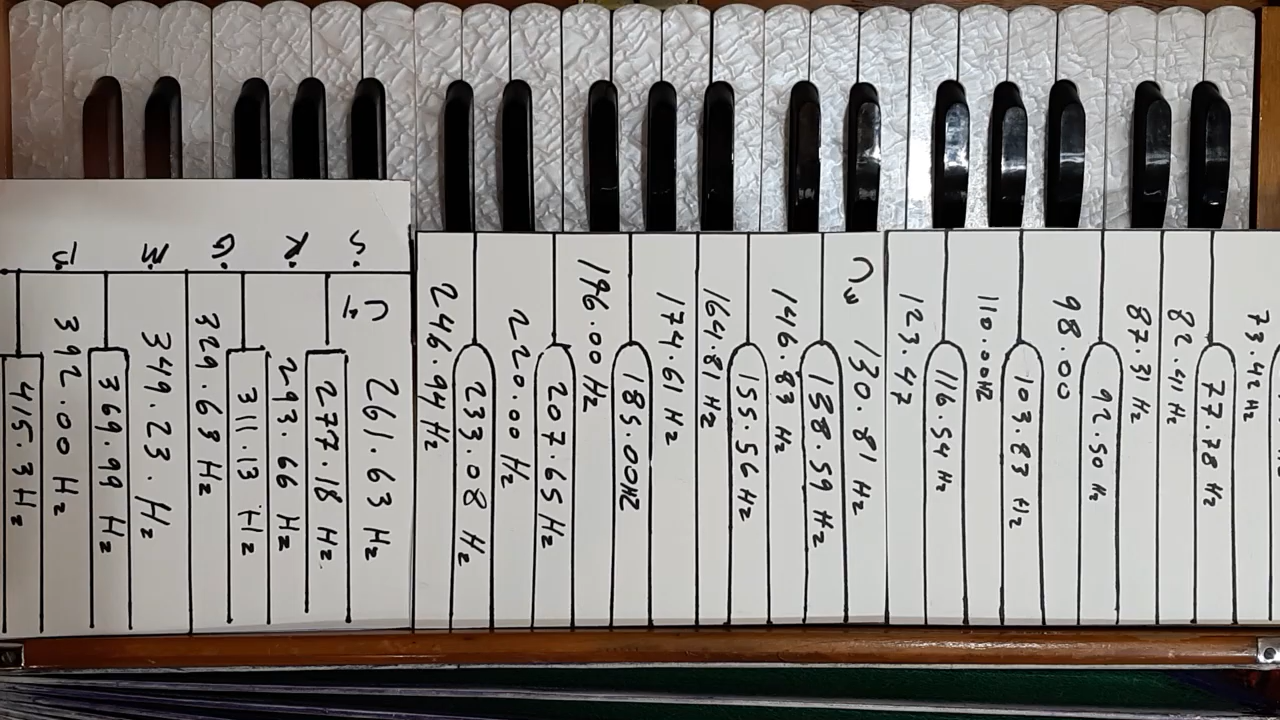 73.42 Hz
77.78 Hz
82.41 Hz
87.31 Hz
92.50 Hz
98.00
103.83 Hz
110.00HZ
116.54 Hz
123.47
C3 130.81 Hz
138.59 Hz
146.83 Hz
155.56 Hz
164.81 Hz
174.61 Hz
185.00HZ
196.00 Hz
207.65 Hz
220.00 Hz
233.08 Hz
246.94 Hz
S. C4 261.63 Hz
277.18 Hz
R. 293.66 Hz
311.13 Hz
G. 329.63 Hz
M. 349.23. Hz
369.99 Hz
P. 392.00 Hz
415.3 Hz